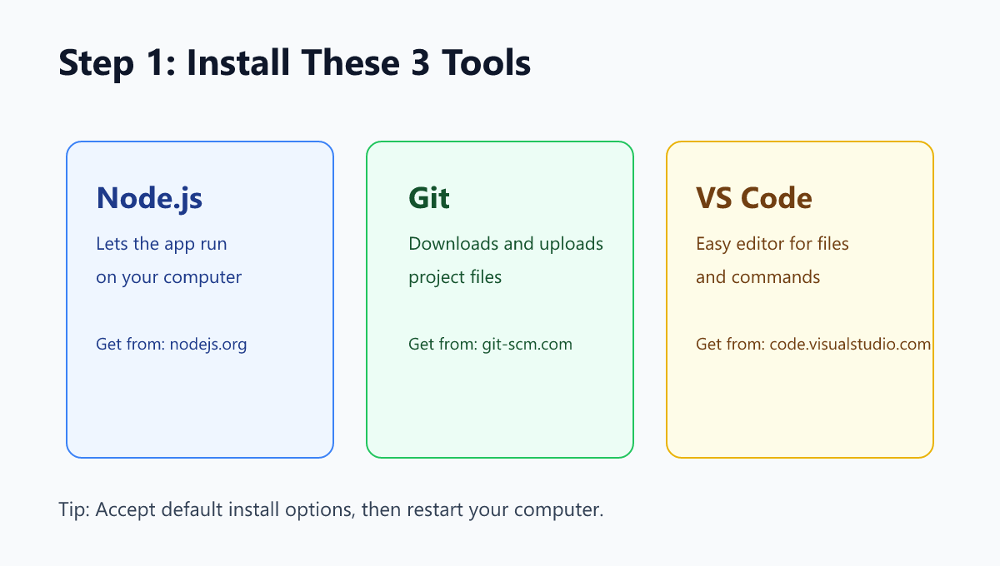 Step 1: Install These 3 Tools
Node.js
Lets the app run
on your computer
Get from: nodejs.org
Git
Downloads and uploads
project files
Get from: git-scm.com
VS Code
Easy editor for files
and commands
Get from: code.visualstudio.com
Tip: Accept default install options, then restart your computer.